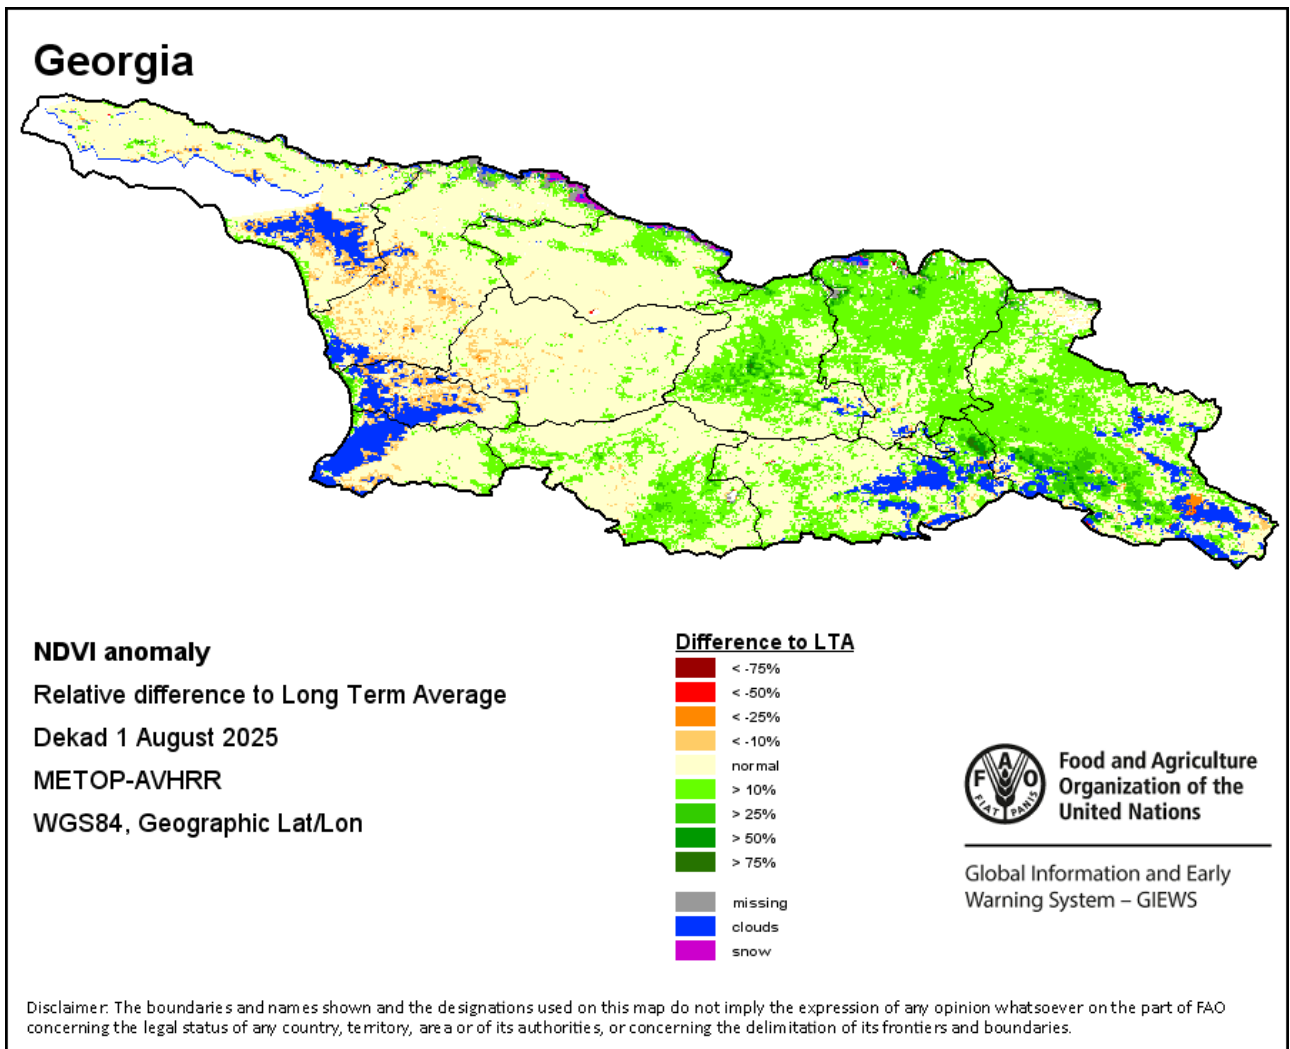 Georgia
NDVI anomaly
Relative difference to Long Term Average
Dekad 1 August 2025
METOP-AVHRR
WGS84, Geographic Lat/Lon
Difference to LTA
< -75%
< -50%
< -25%
< -10%
normal
> 10%
> 25%
> 50%
> 75%
missing
clouds
snow
F A O
FIAT PANIS
Food and Agriculture
Organization of the
United Nations
Global Information and Early
Warning System – GIEWS
Disclaimer: The boundaries and names shown and the designations used on this map do not imply the expression of any opinion whatsoever on the part of FAO
concerning the legal status of any country, territory, area or of its authorities, or concerning the delimitation of its frontiers and boundaries.